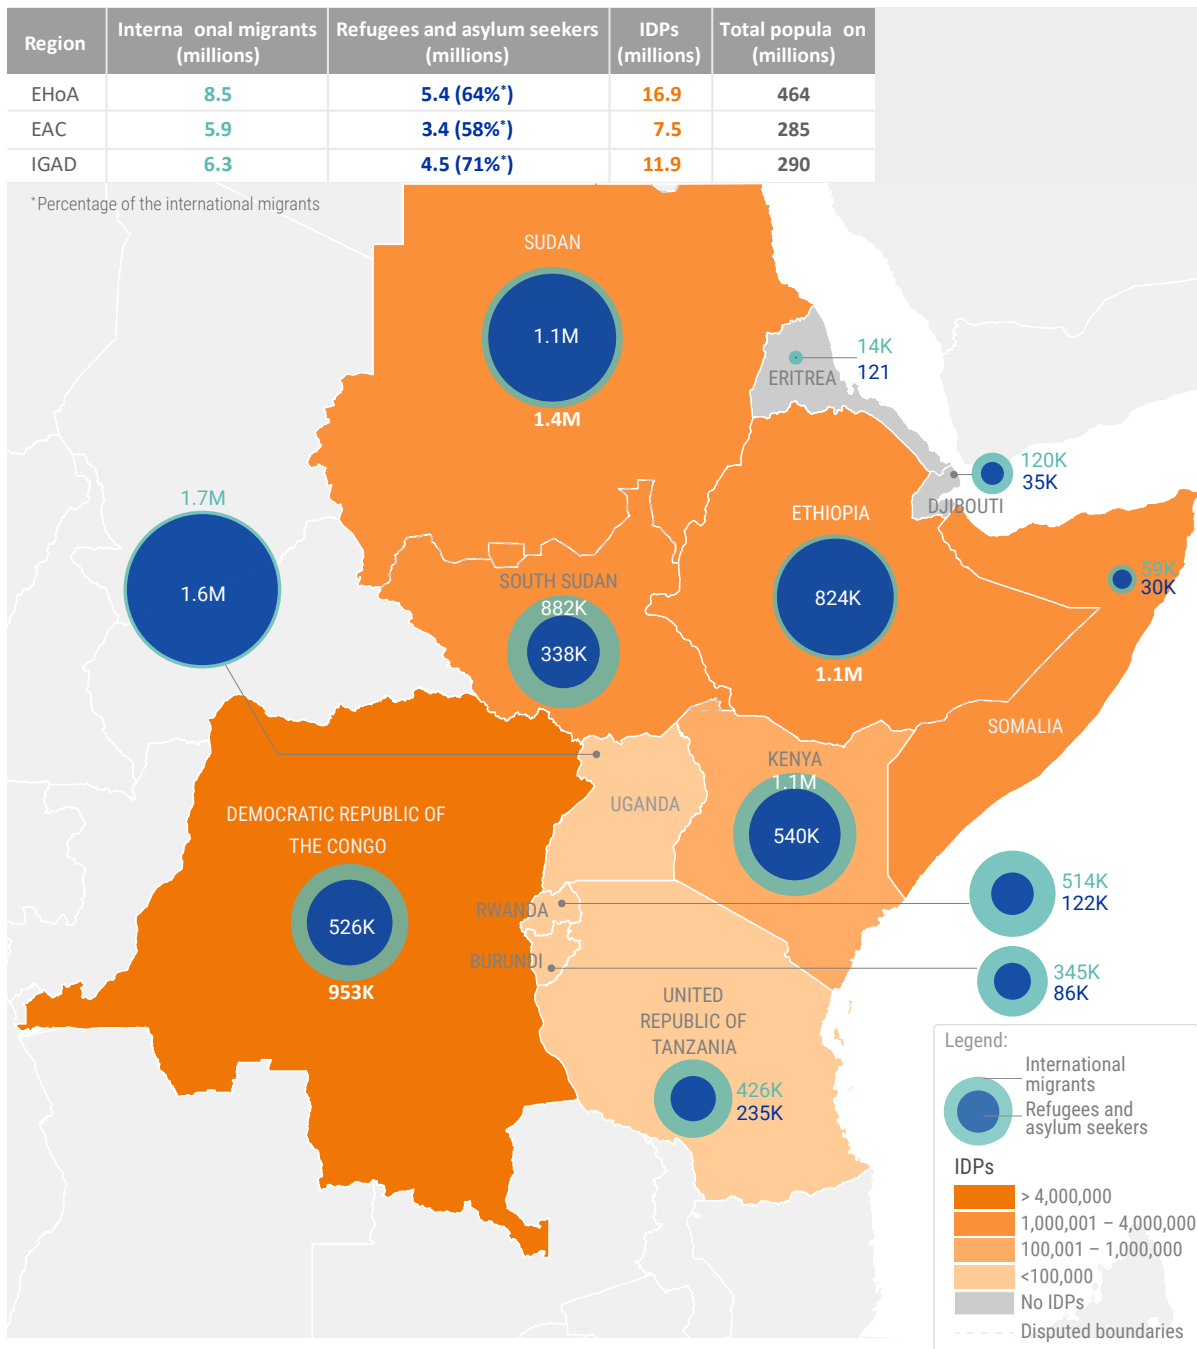 Region
Interna onal migrants
(millions)
Refugees and asylum seekers
(millions)
IDPs
(millions)
Total popula on
(millions)
EHoA 8.5 5.4 (64%*) 16.9 464
EAC 5.9 3.4 (58%*) 7.5 285
IGAD 6.3 4.5 (71%*) 11.9 290
*Percentage of the international migrants
SUDAN
1.1M
1.4M
14K
121
ERITREA
120K
35K
DJIBOUTI
1.7M
1.6M
ETHIOPIA
824K
1.1M
SOUTH SUDAN
882K
338K
59K
30K
SOMALIA
KENYA
1.1M
540K
UGANDA
DEMOCRATIC REPUBLIC OF
THE CONGO
526K
953K
RWANDA
514K
122K
BURUNDI
345K
86K
UNITED
REPUBLIC OF
TANZANIA
426K
235K
Legend:
International
migrants
Refugees and
asylum seekers
IDPs
> 4,000,000
1,000,001 – 4,000,000
100,001 – 1,000,000
<100,000
No IDPs
Disputed boundaries